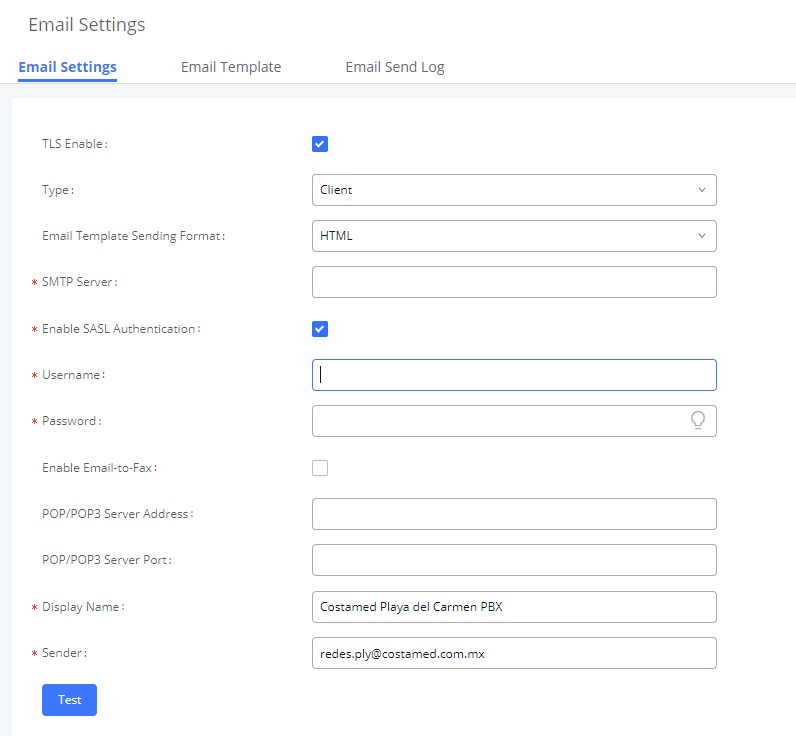 Email Settings
Email Settings Email Template Email Send Log
TLS Enable:
Type: Client
Email Template Sending Format: HTML
* SMTP Server:
* Enable SASL Authentication:
* Username:
* Password:
Enable Email-to-Fax:
POP/POP3 Server Address:
POP/POP3 Server Port:
* Display Name: Costamed Playa del Carmen PBX
* Sender: redes.ply@costamed.com.mx
Test